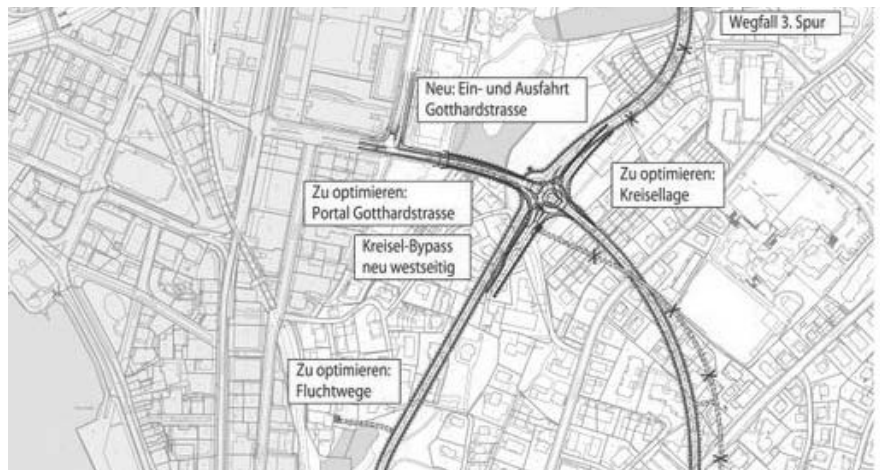 Wegfall 3. Spur
Neu: Ein- und Ausfahrt
Gotthardstrasse
Zu optimieren:
Kreisellage
Zu optimieren:
Portal Gotthardstrasse
Kreisel-Bypass
neu westseitig
Zu optimieren:
Fluchtwege